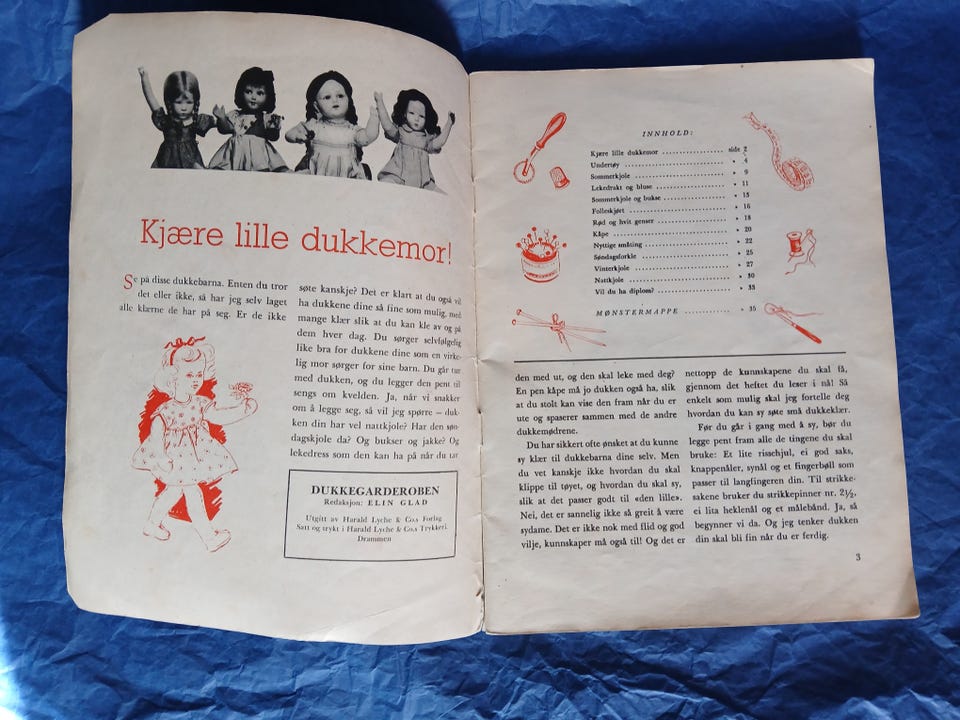 Kjære lille dukkemor!
Se på disse dukkebarna. Enten du tror
det eller ikke, så har jeg selv laget
alle klærne de har på seg. Er de ikke
søte kanskje? Det er klart at du også vil
ha dukkene dine så fine som mulig, med
mange klær slik at du kan kle av og på
dem hver dag. Du sørger selvfølgelig
like bra for dukkene dine som en virke-
lig mor sørger for sine barn. Du går tur
med dukken, og du legger den pent til
sengs om kvelden. Ja, når vi snakker
om å legge seg, så vil jeg spørre – duk-
ken din har vel nattkjole? Har den søn-
dagskjole da? Og bukser og jakke? Og
lekedress som den kan ha på når du tar
DUKKEGARDEROBEN
Redaksjon: ELIN GLAD
Utgitt av Harald Lyche & Co.s Forlag
Satt og trykt i Harald Lyche & Co.s Trykkeri.
Drammen
INNHOLD:
Kjære lille dukkemor .................. side 2
Undertøy .................. » 4
Sommerkjole .................. » 9
Lekedrakt og bluse .................. » 11
Sommerkjole og bukse .................. » 15
Folleskjørt .................. » 16
Rød og hvit genser .................. » 18
Kåpe .................. » 20
Nyttige småting .................. » 22
Søndagsforkle .................. » 25
Vinterkjole .................. » 27
Nattkjole .................. » 30
Vil du ha diplom? .................. » 33
MØNSTERMAPPE .................. » 35
den med ut, og den skal leke med deg?
En pen kåpe må jo dukken også ha, slik
at du stolt kan vise den fram når du er
ute og spaserer sammen med de andre
dukkemødrene.
Du har sikkert ofte ønsket at du kunne
sy klær til dukkebarna dine selv. Men
du vet kanskje ikke hvordan du skal
klippe til tøyet, og hvordan du skal sy,
slik at det passer godt til «den lille».
Nei, det er sannelig ikke så greit å være
sydame. Det er ikke nok med flid og god
vilje, kunnskaper må også til! Og det er
nettopp de kunnskapene du skal få,
gjennom det heftet du leser i nå! Så
enkelt som mulig skal jeg fortelle deg
hvordan du kan sy søte små dukkeklær.
Før du går i gang med å sy, bør du
legge pent fram alle de tingene du skal
bruke: Et lite risschjul, ei god saks,
knappenåler, synål og et fingerbøll som
passer til langfingeren din. Til strikke-
sakene bruker du strikkepinner nr. 2½,
ei lita heklenål og et målebånd. Ja, så
begynner vi da. Og jeg tenker dukken
din skal bli fin når du er ferdig.
3